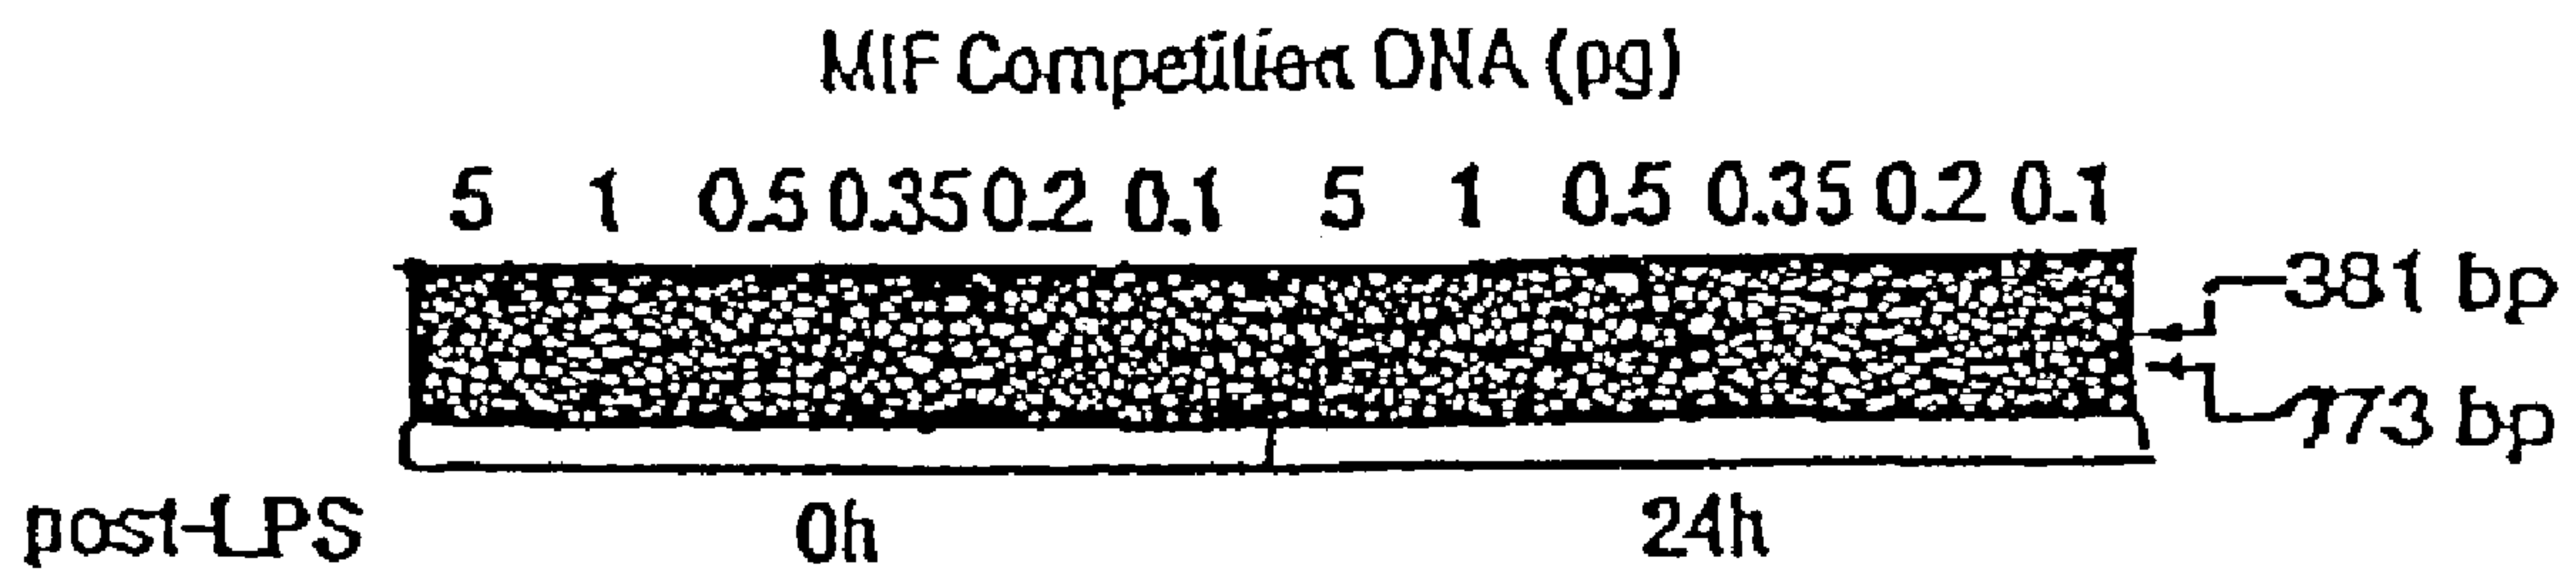 MIF Competition DNA (pg)
5 1 0.5 0.35 0.2 0.1 5 1 0.5 0.35 0.2 0.1
381 bp
773 bp
post-LPS 0h 24h